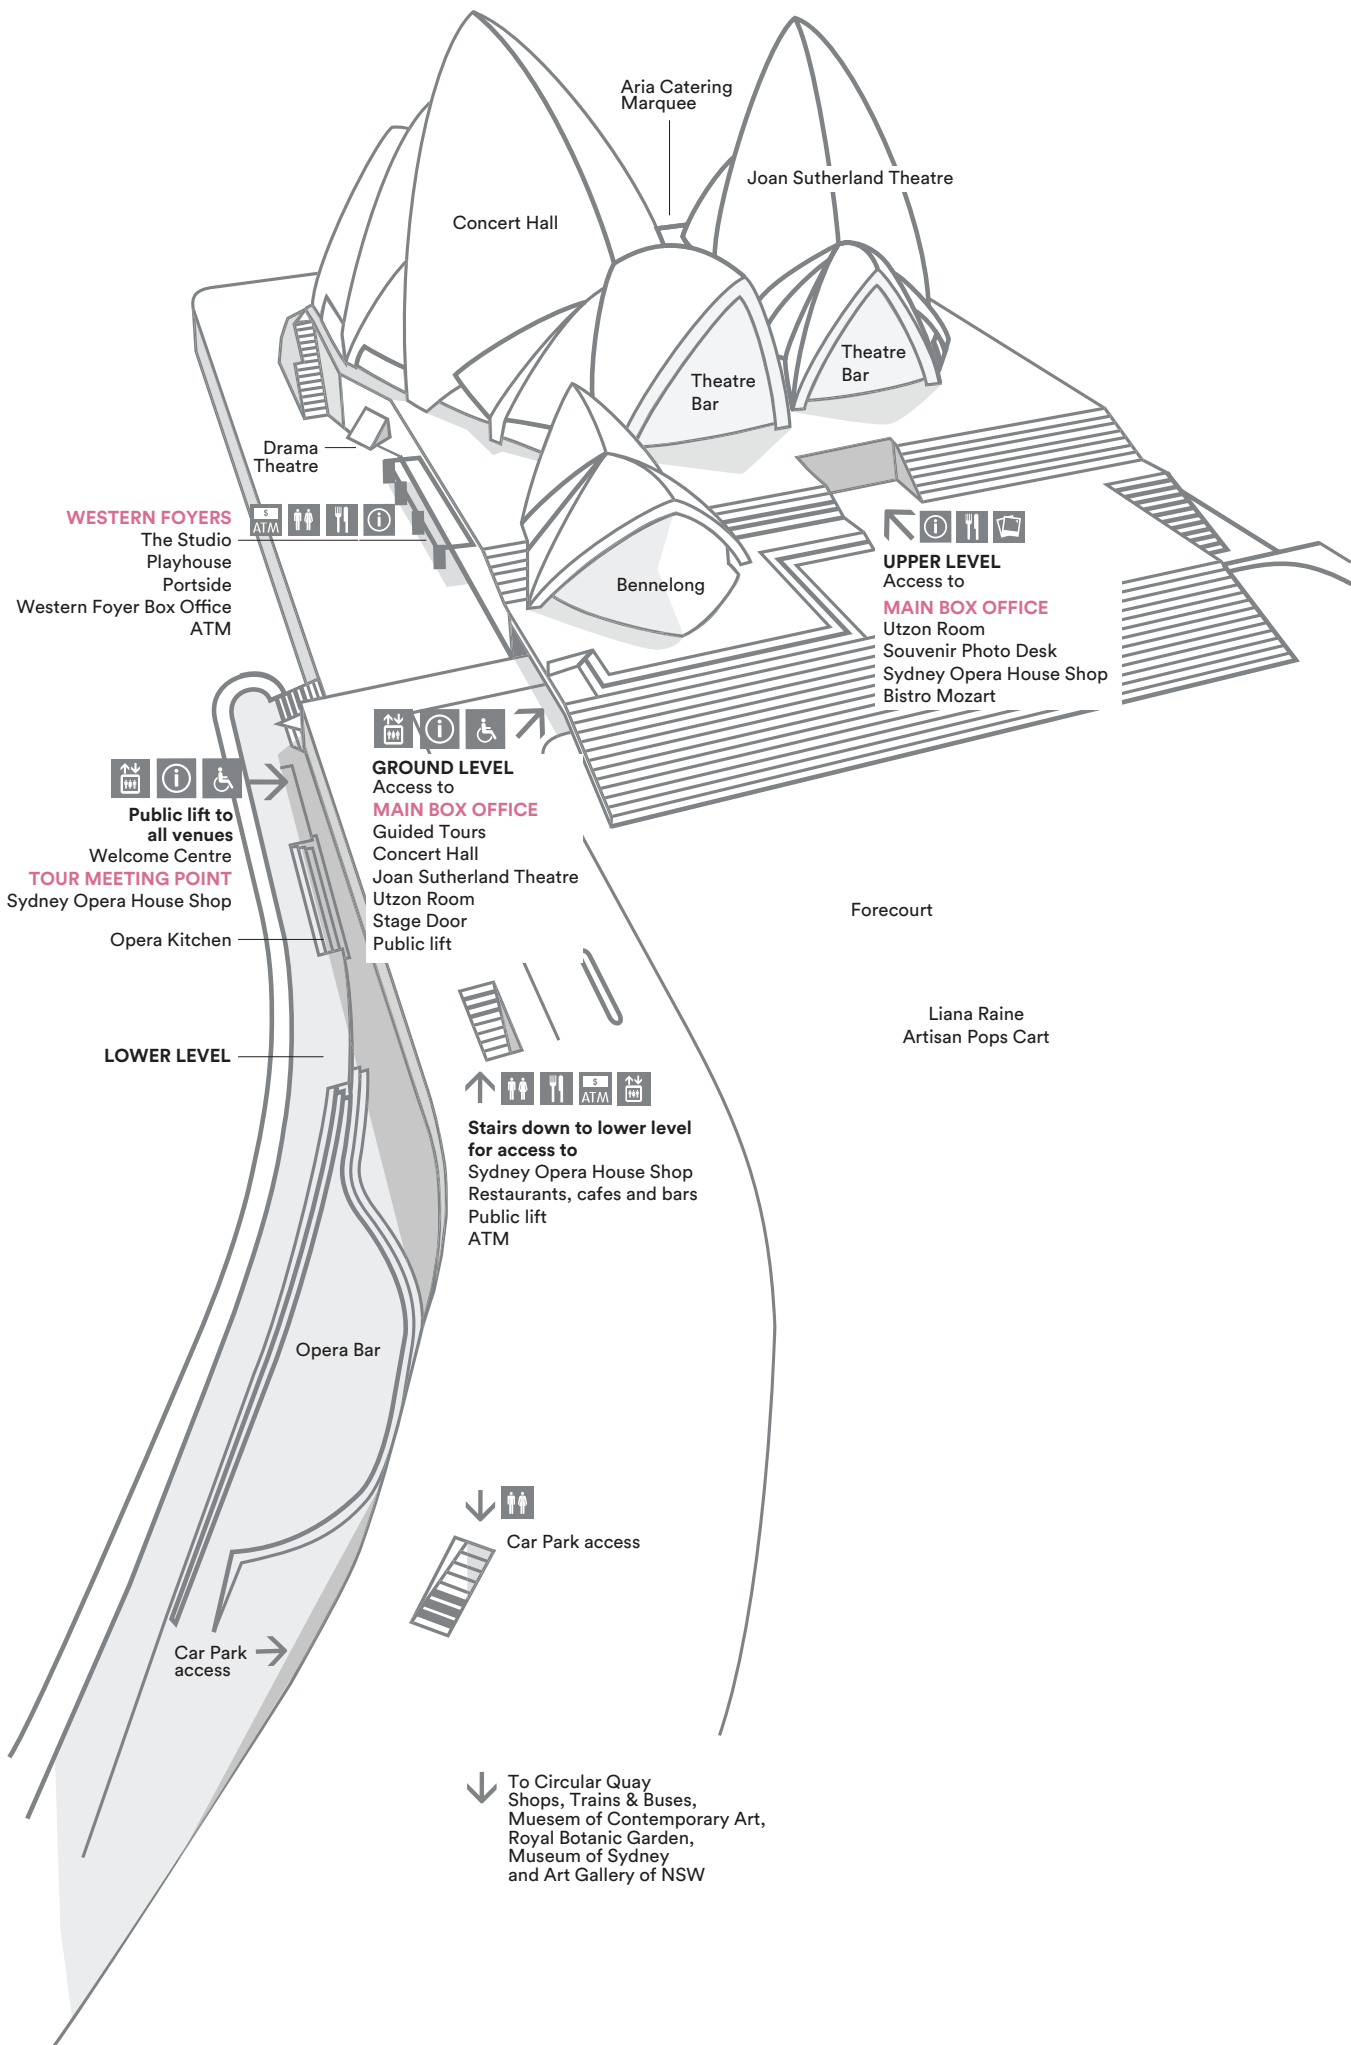 Aria Catering
Marquee
Joan Sutherland Theatre
Concert Hall
Theatre
Bar
Theatre
Bar
Drama
Theatre
WESTERN FOYERS
$
ATM
The Studio
Playhouse
Portside
Western Foyer Box Office
ATM
Bennelong
UPPER LEVEL
Access to
MAIN BOX OFFICE
Utzon Room
Souvenir Photo Desk
Sydney Opera House Shop
Bistro Mozart
GROUND LEVEL
Access to
MAIN BOX OFFICE
Guided Tours
Concert Hall
Joan Sutherland Theatre
Utzon Room
Stage Door
Public lift
Public lift to
all venues
Welcome Centre
TOUR MEETING POINT
Sydney Opera House Shop
Opera Kitchen
Forecourt
Liana Raine
Artisan Pops Cart
LOWER LEVEL
$
ATM
Stairs down to lower level
for access to
Sydney Opera House Shop
Restaurants, cafes and bars
Public lift
ATM
Opera Bar
Car Park access
Car Park
access
To Circular Quay
Shops, Trains & Buses,
Muesem of Contemporary Art,
Royal Botanic Garden,
Museum of Sydney
and Art Gallery of NSW